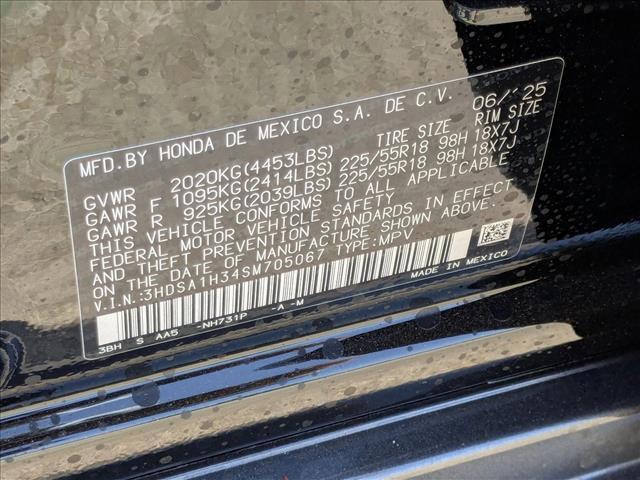 MFD.BY HONDA DE MEXICO S.A. DE C.V. 06/'25
TIRE SIZE RIM SIZE
GVWR 2020KG(4453LBS)
GAWR F 1095KG(2414LBS) 225/55R18 98H 18X7J
GAWR R 925KG(2039LBS) 225/55R18 98H 18X7J
THIS VEHICLE CONFORMS TO ALL APPLICABLE
FEDERAL MOTOR VEHICLE SAFETY
AND THEFT PREVENTION STANDARDS IN EFFECT
ON THE DATE OF MANUFACTURE SHOWN ABOVE.
V.I.N.:3HDSA1H34SM705067 TYPE:MPV
3BH S AA5 -NH731P -A -M MADE IN MEXICO